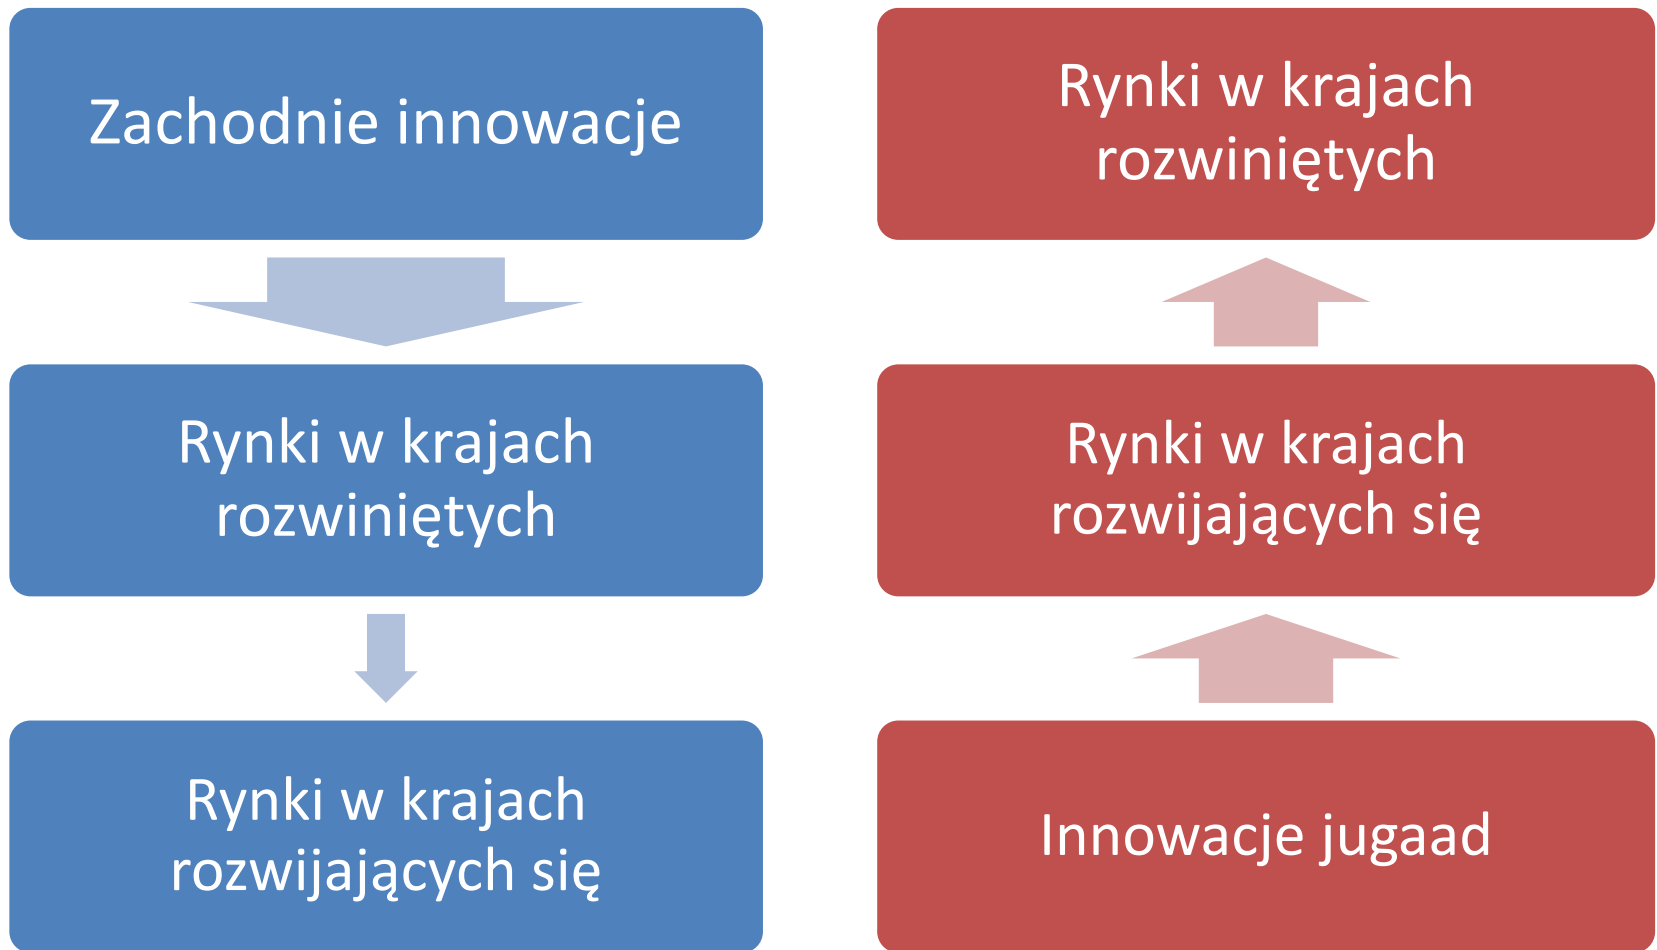 Zachodnie innowacje
Rynki w krajach
rozwiniętych
Rynki w krajach
rozwijających się
Rynki w krajach
rozwiniętych
Rynki w krajach
rozwijających się
Innowacje jugaad